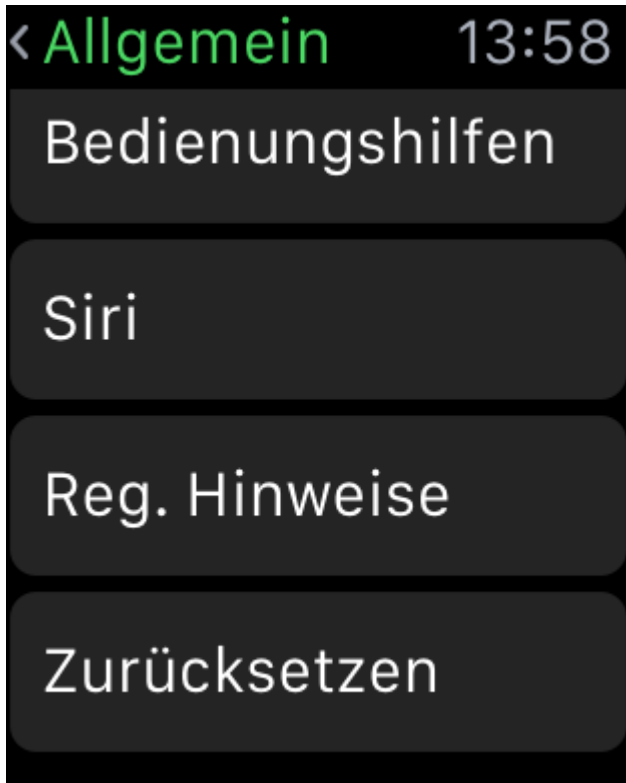 Allgemein 13:58
Bedienungshilfen
Siri
Reg. Hinweise
Zurücksetzen